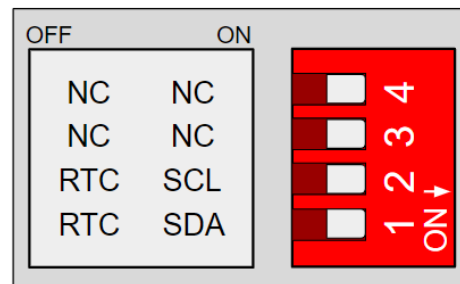 OFF ON
NC NC
NC NC
RTC SCL
RTC SDA
4
3
2
1
ON ↓